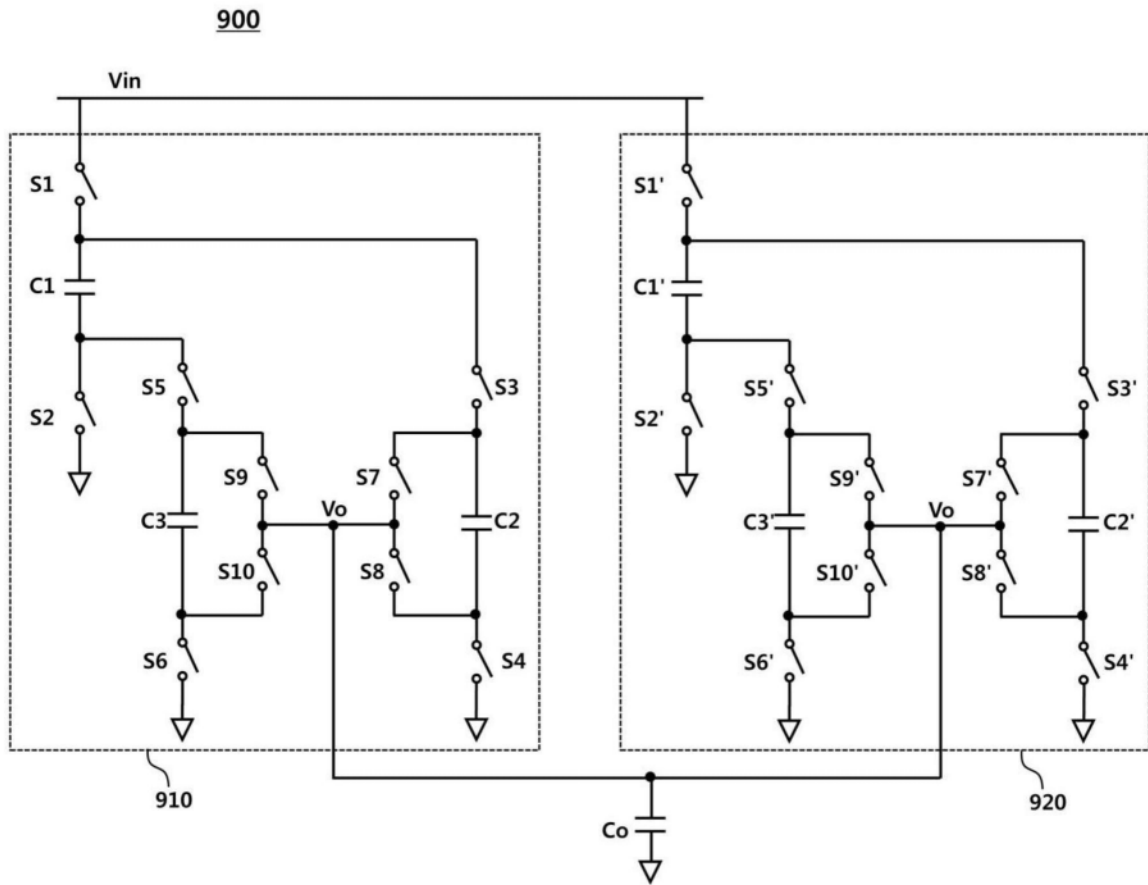 900
Vin
S1
S1'
C1
C1'
S5
S3
S5'
S3'
S2
S2'
S9
S7
S9'
S7'
C3
Vo
C2
C3'
Vo
C2'
S10
S8
S10'
S8'
S6
S4
S6'
S4'
910
920
Co